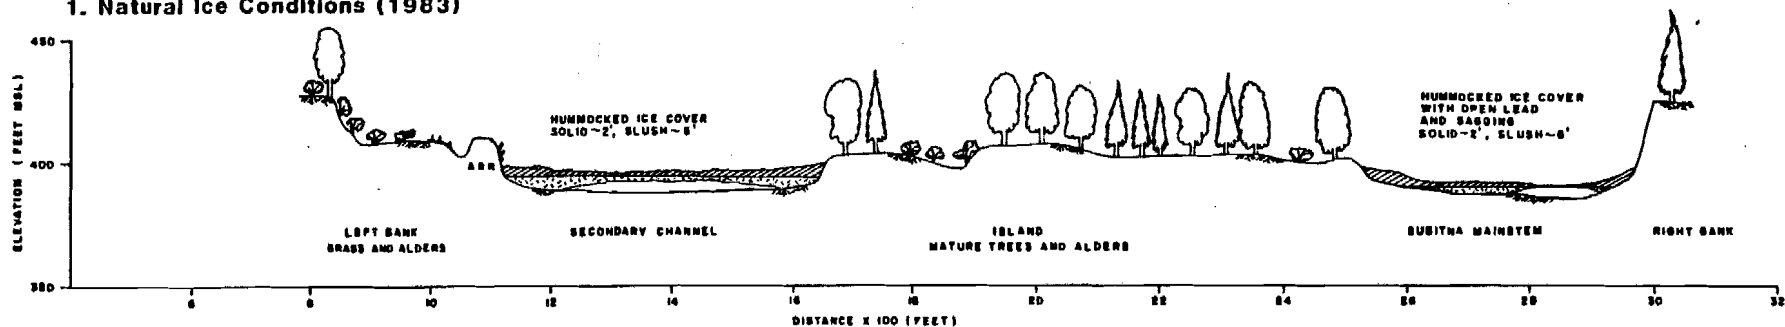 1. Natural Ice Conditions (1983)
ELEVATION (FEET MSL)
450
400
350
HUMMOCKED ICE COVER
SOLID~2', SLUSH~6'
HUMMOCKED ICE COVER
WITH OPEN LEAD
AND SAGGING
SOLID~2', SLUSH~6'
ARR
LEFT BANK
GRASS AND ALDERS
SECONDARY CHANNEL
ISLAND
MATURE TREES AND ALDERS
SUSITNA MAINSTEM
RIGHT BANK
6 8 10 12 14 16 18 20 22 24 26 28 30 32
DISTANCE X 100 (FEET)